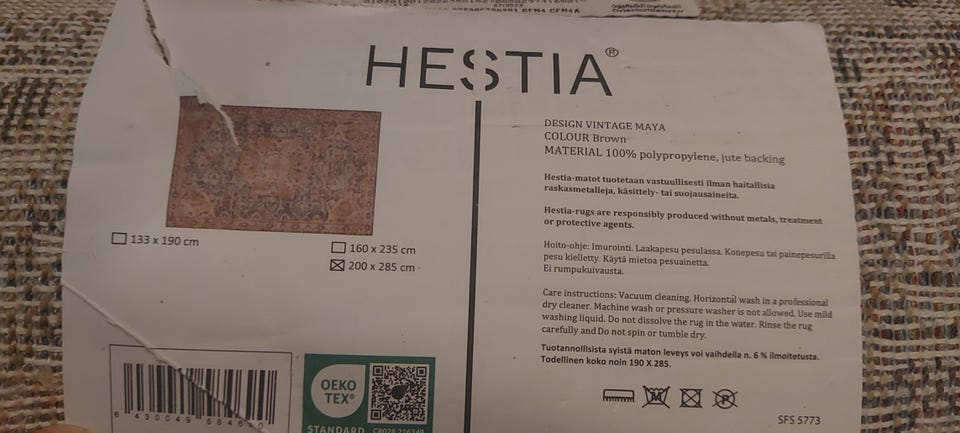 07/2023
HESTIA®
133 x 190 cm
160 x 235 cm
200 x 285 cm
DESIGN VINTAGE MAYA
COLOUR Brown
MATERIAL 100% polypropylene, jute backing
Hestia-matot tuotetaan vastuullisesti ilman haitallisia
raskasmetalleja, käsittely- tai suojausaineita.
Hestia-rugs are responsibly produced without metals, treatment
or protective agents.
Hoito-ohje: Imurointi. Laakapesu pesulassa. Konepesu tai painepesurilla
pesu kielletty. Käytä mietoa pesuainetta.
Ei rumpukuivausta.
Care instructions: Vacuum cleaning. Horizontal wash in a professional
dry cleaner. Machine wash or pressure washer is not allowed. Use mild
washing liquid. Do not dissolve the rug in the water. Rinse the rug
carefully and Do not spin or tumble dry.
Tuotannollisista syistä maton leveys voi vaihdella n. 6 % ilmoitetusta.
Todellinen koko noin 190 X 285.
SFS 5773
OEKO
TEX®
STANDARD